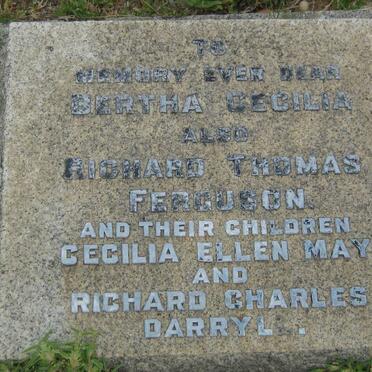 TO
MEMORY EVER DEAR
BERTHA CECILIA
ALSO
RICHARD THOMAS
FERGUSON.
AND THEIR CHILDREN
CECILIA ELLEN MAY
AND
RICHARD CHARLES
DARRYL .